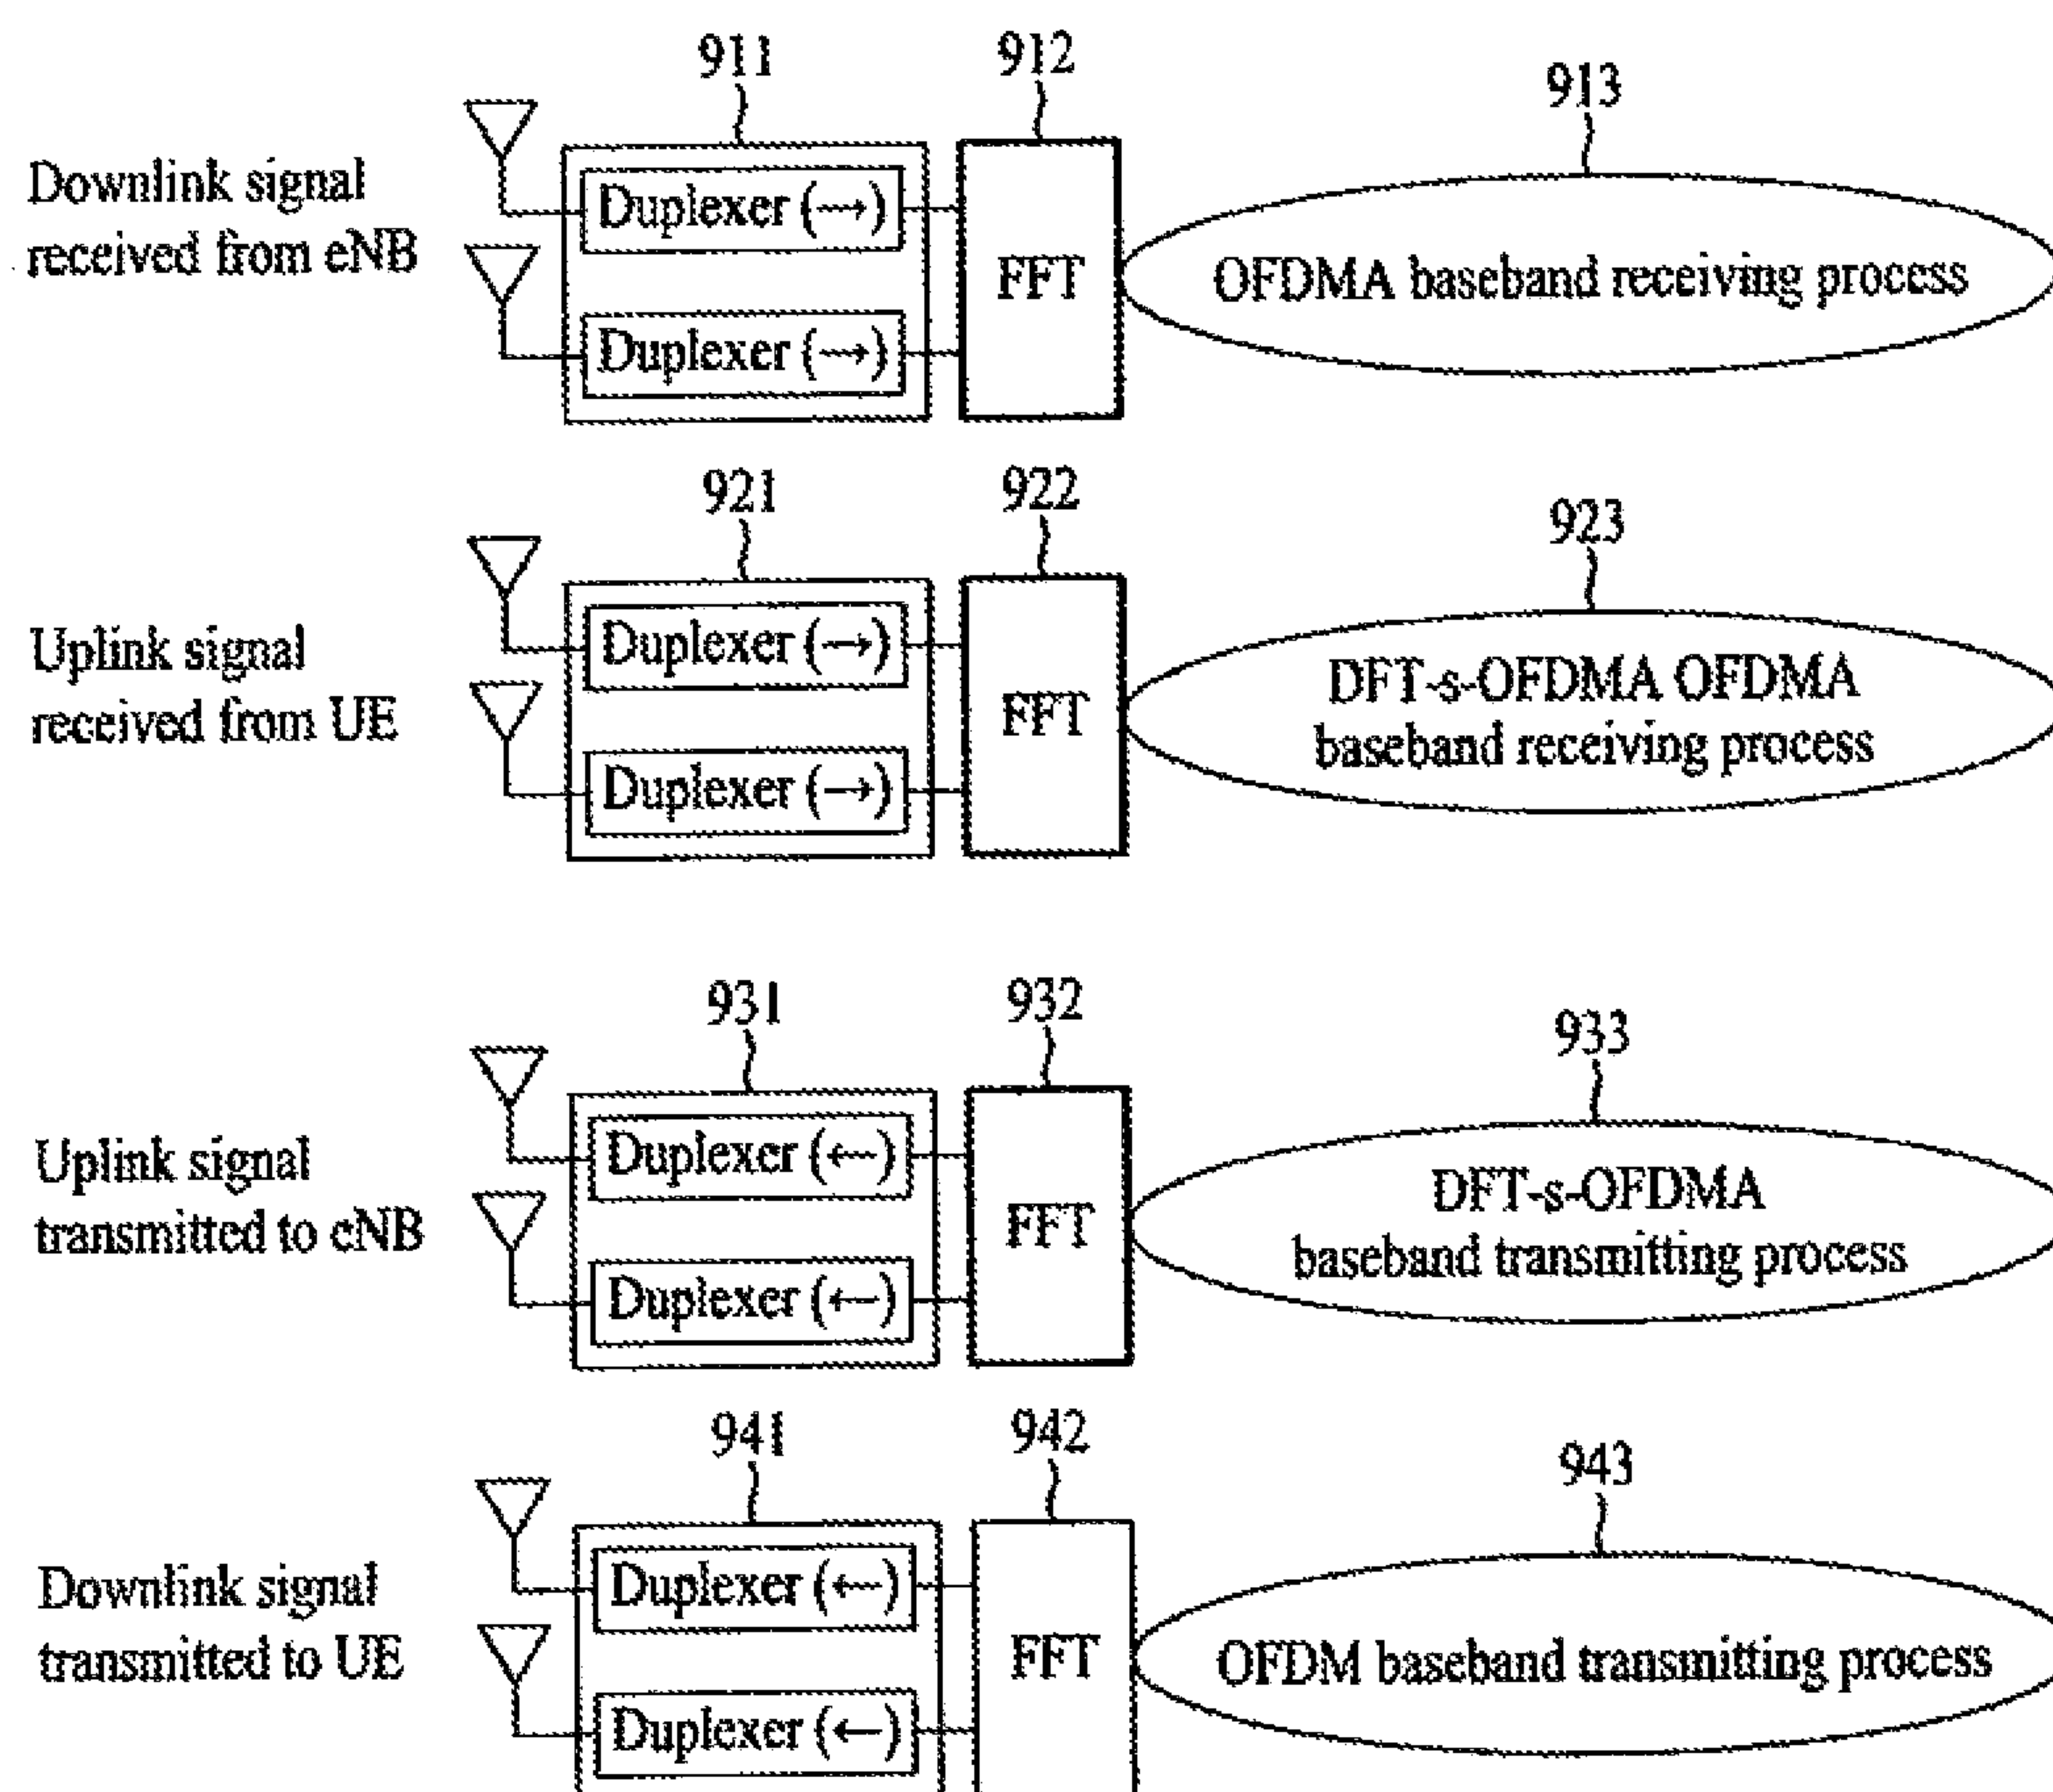 911
912
913
Downlink signal
received from eNB
Duplexer (→)
Duplexer (→)
FFT
OFDMA baseband receiving process
921
922
923
Uplink signal
received from UE
Duplexer (→)
Duplexer (→)
FFT
DFT-s-OFDMA OFDMA
baseband receiving process
931
932
933
Uplink signal
transmitted to eNB
Duplexer (←)
Duplexer (←)
FFT
DFT-s-OFDMA
baseband transmitting process
941
942
943
Downlink signal
transmitted to UE
Duplexer (←)
Duplexer (←)
FFT
OFDM baseband transmitting process